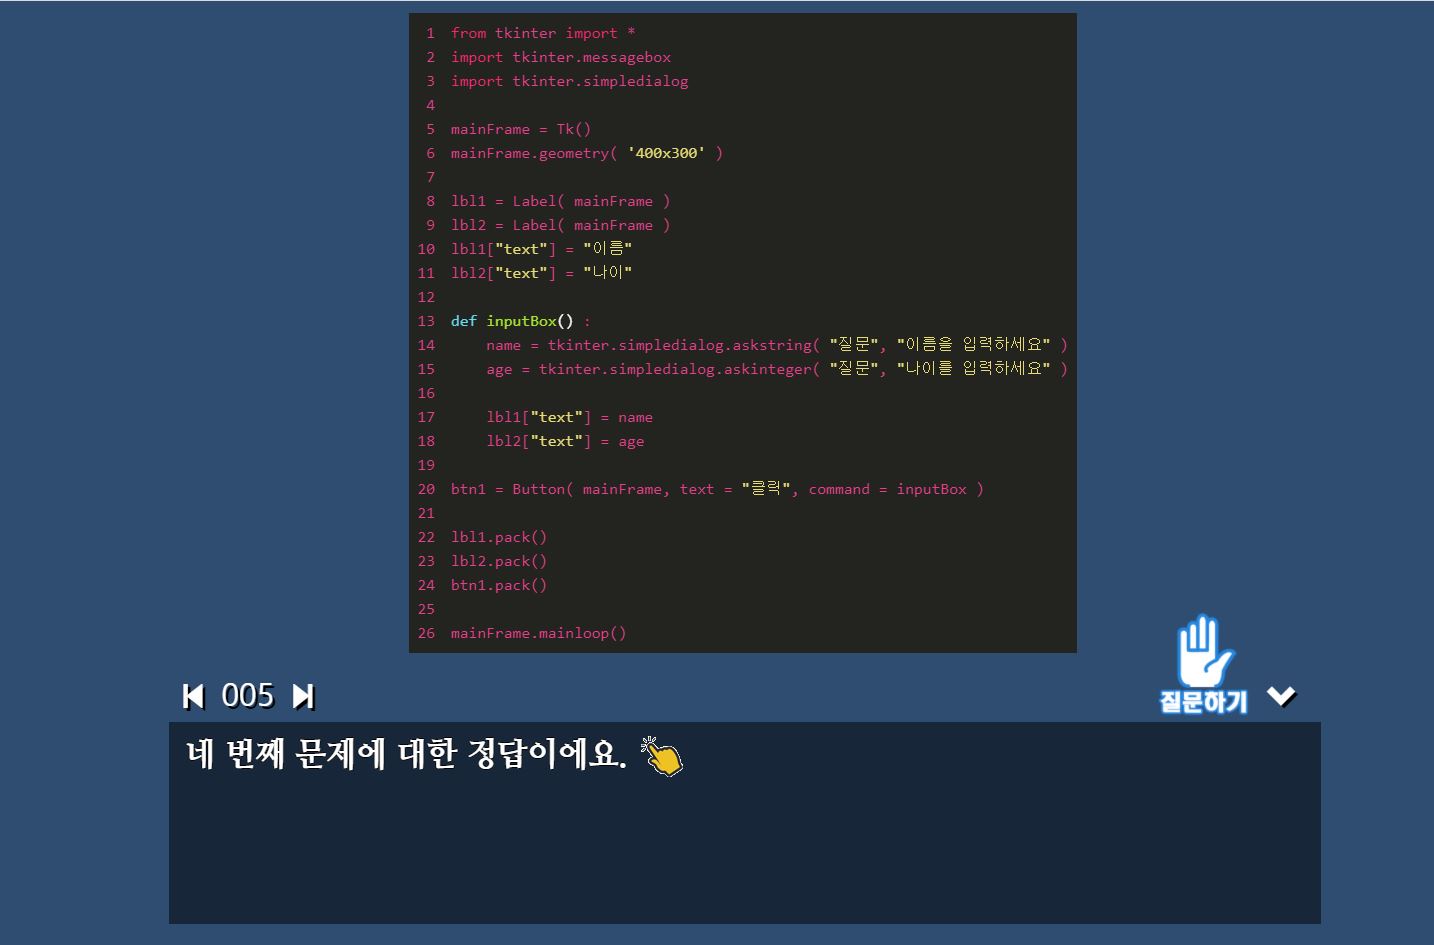 1 from tkinter import *
2 import tkinter.messagebox
3 import tkinter.simpledialog
4
5 mainFrame = Tk()
6 mainFrame.geometry( '400x300' )
7
8 lbl1 = Label( mainFrame )
9 lbl2 = Label( mainFrame )
10 lbl1["text"] = "이름"
11 lbl2["text"] = "나이"
12
13 def inputBox() :
14     name = tkinter.simpledialog.askstring( "질문", "이름을 입력하세요" )
15     age = tkinter.simpledialog.askinteger( "질문", "나이를 입력하세요" )
16
17     lbl1["text"] = name
18     lbl2["text"] = age
19
20 btn1 = Button( mainFrame, text = "클릭", command = inputBox )
21
22 lbl1.pack()
23 lbl2.pack()
24 btn1.pack()
25
26 mainFrame.mainloop()
005
질문하기
네 번째 문제에 대한 정답이에요.